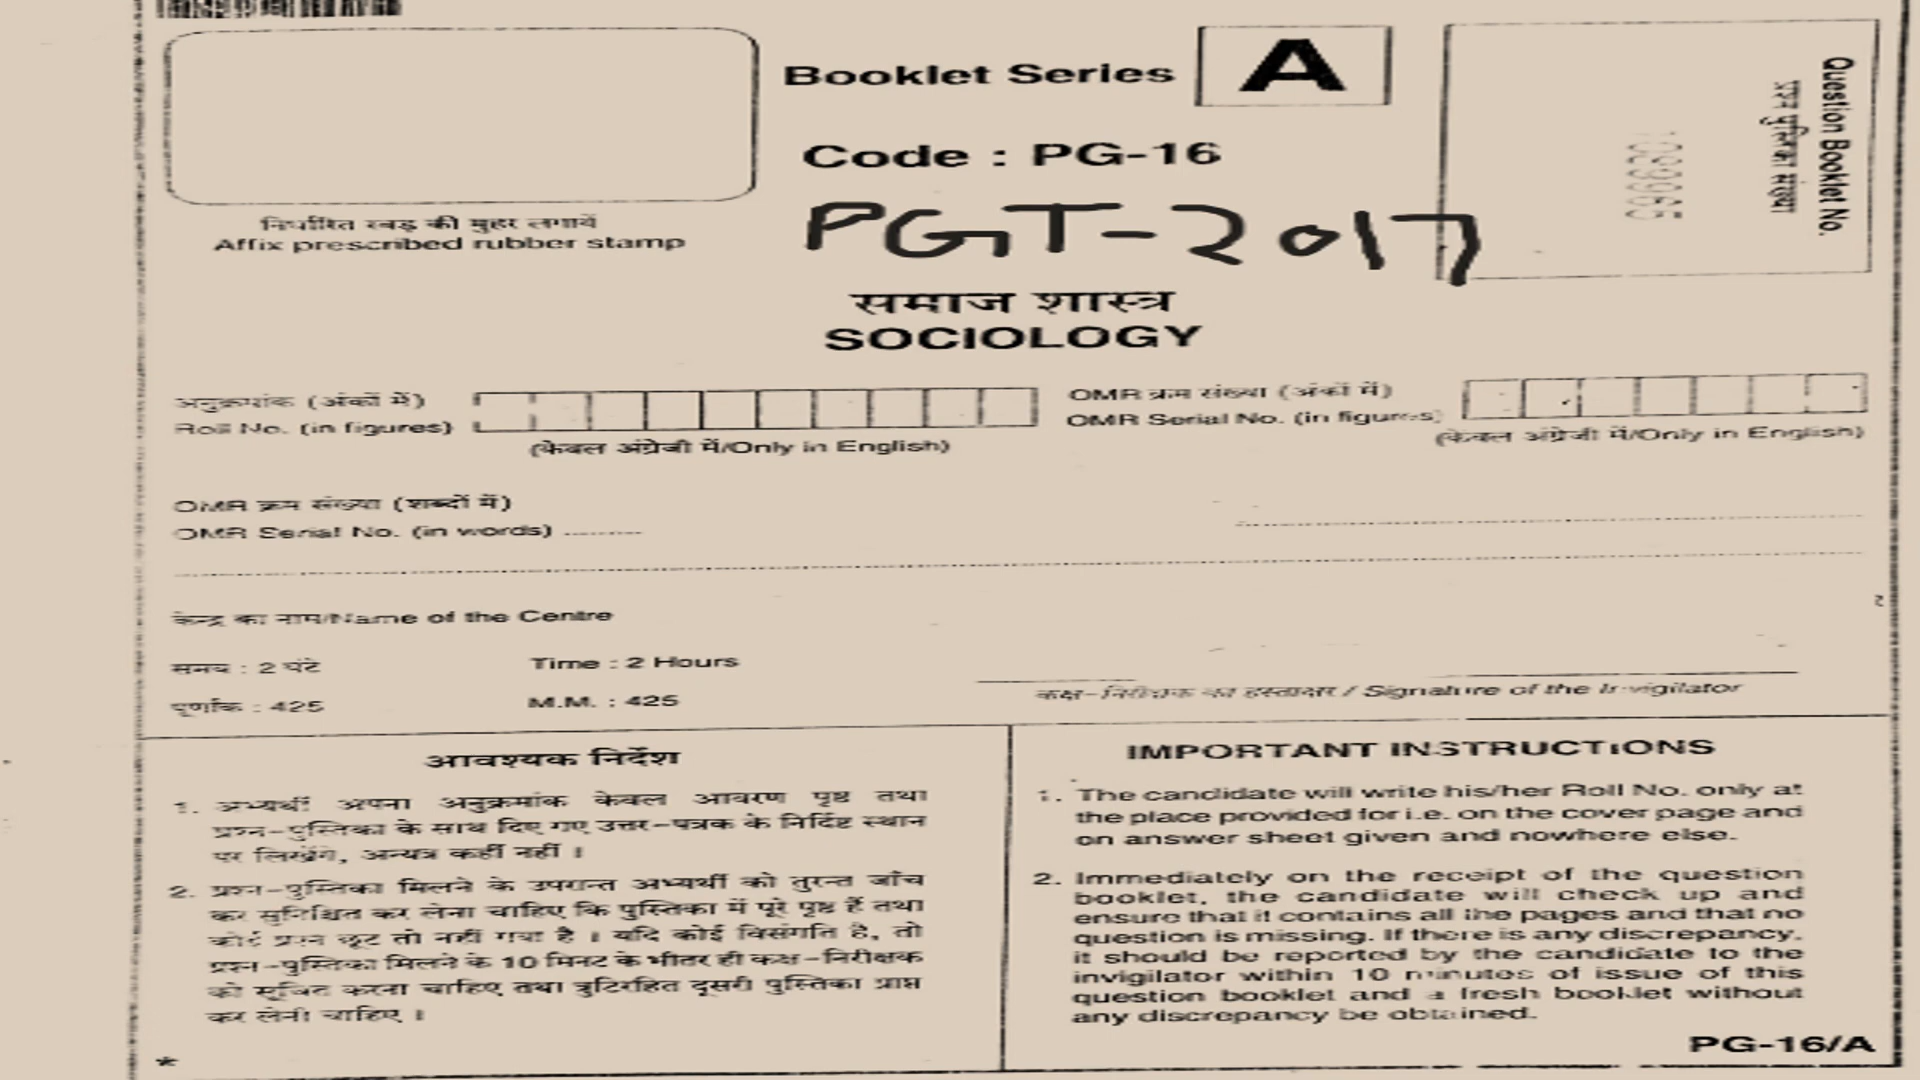 Booklet Series
A
Code : PG-16
PGT-2017
Question Booklet No.
प्रश्न पुस्तिका संख्या
निर्धारित रबड़ की मुहर लगायें
Affix prescribed rubber stamp
समाज शास्त्र
SOCIOLOGY
अनुक्रमांक (अंकों में)
Roll No. (in figures)
(केवल अंग्रेजी में/Only in English)
OMR क्रम संख्या (अंकों में)
OMR Serial No. (in figures)
(केवल अंग्रेजी में/Only in English)
OMR क्रम संख्या (शब्दों में)
OMR Serial No. (in words)
केन्द्र का नाम/Name of the Centre
समय : 2 घंटे Time : 2 Hours
पूर्णांक : 425 M.M. : 425
कक्ष-निरीक्षक का हस्ताक्षर / Signature of the Invigilator
आवश्यक निर्देश
1. अभ्यर्थी अपना अनुक्रमांक केवल आवरण पृष्ठ तथा
प्रश्न-पुस्तिका के साथ दिए गए उत्तर-पत्रक के निर्दिष्ट स्थान
पर लिखेंगे, अन्यत्र कहीं नहीं ।
2. प्रश्न-पुस्तिका मिलने के उपरान्त अभ्यर्थी को तुरन्त जाँच
कर सुनिश्चित कर लेना चाहिए कि पुस्तिका में पूरे पृष्ठ हैं तथा
कोई प्रश्न छूट तो नहीं गया है । यदि कोई विसंगति है, तो
प्रश्न-पुस्तिका मिलने के 10 मिनट के भीतर ही कक्ष-निरीक्षक
को सूचित करना चाहिए तथा त्रुटिरहित दूसरी पुस्तिका प्राप्त
कर लेनी चाहिए ।
IMPORTANT INSTRUCTIONS
1. The candidate will write his/her Roll No. only at
the place provided for i.e. on the cover page and
on answer sheet given and nowhere else.
2. Immediately on the receipt of the question
booklet, the candidate will check up and
ensure that it contains all the pages and that no
question is missing. If there is any discrepancy,
it should be reported by the candidate to the
invigilator within 10 minutes of issue of this
question booklet and a fresh booklet without
any discrepancy be obtained.
*
PG-16/A